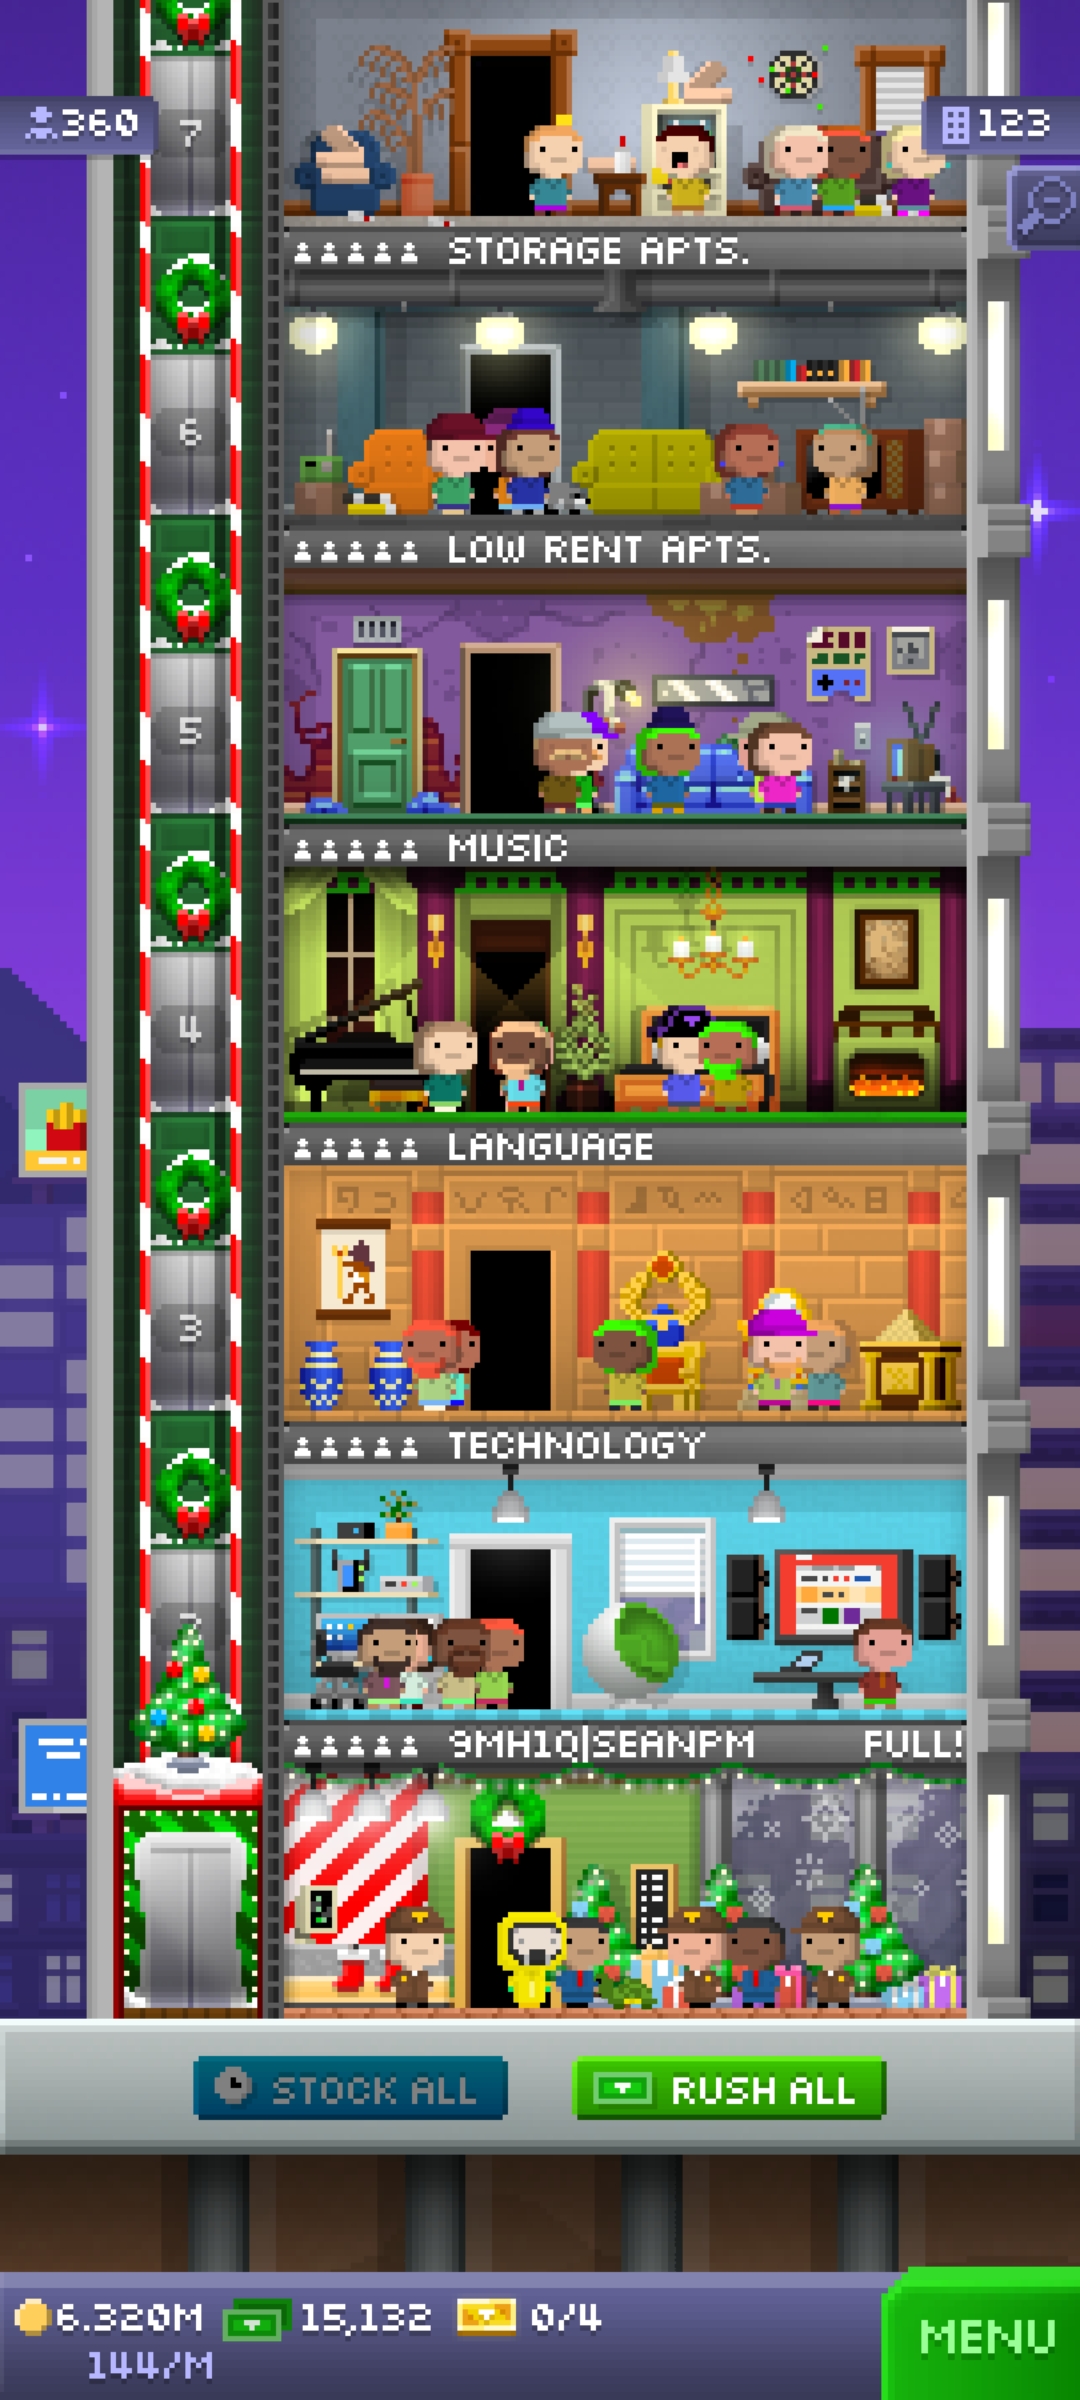 7
360
123
STORAGE APTS.
6
LOW RENT APTS.
5
MUSIC
4
LANGUAGE
3
TECHNOLOGY
9MH1Q|SEANPM FULL!
STOCK ALL
RUSH ALL
6.320M 15,132 0/4
144/M
MENU